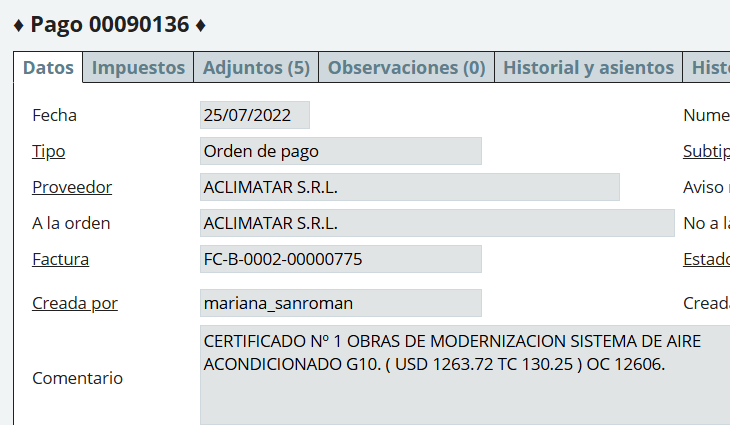 ♦ Pago 00090136 ♦
Datos Impuestos Adjuntos (5) Observaciones (0) Historial y asientos
Fecha 25/07/2022
Tipo Orden de pago
Proveedor ACLIMATAR S.R.L. Aviso
A la orden ACLIMATAR S.R.L. No a
Factura FC-B-0002-00000775
Creada por mariana_sanroman
CERTIFICADO Nº 1 OBRAS DE MODERNIZACION SISTEMA DE AIRE
Comentario ACONDICIONADO G10. ( USD 1263.72 TC 130.25 ) OC 12606.